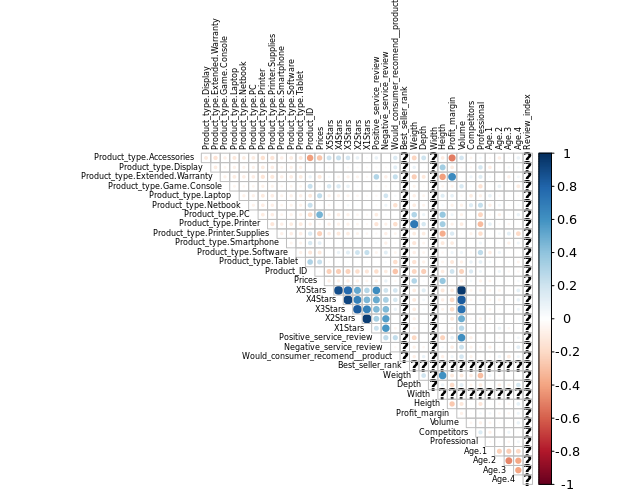 Product_type.Display
Product_type.Extended.Warranty
Product_type.Game.Console
Product_type.Laptop
Product_type.Netbook
Product_type.PC
Product_type.Printer
Product_type.Printer.Supplies
Product_type.Smartphone
Product_type.Software
Product_type.Tablet
Product_ID
Prices
X5Stars
X4Stars
X3Stars
X2Stars
X1Stars
Positive_service_review
Negative_service_review
Would_consumer_recomend__product
Best_seller_rank
Weigth
Depth
Width
Heigth
Profit_margin
Volume
Competitors
Professional
Age.1
Age.2
Age.3
Age.4
Review_index
Product_type.Accessories
Product_type.Display
Product_type.Extended.Warranty
Product_type.Game.Console
Product_type.Laptop
Product_type.Netbook
Product_type.PC
Product_type.Printer
Product_type.Printer.Supplies
Product_type.Smartphone
Product_type.Software
Product_type.Tablet
Product_ID
Prices
X5Stars
X4Stars
X3Stars
X2Stars
X1Stars
Positive_service_review
Negative_service_review
Would_consumer_recomend__product
Best_seller_rank
Weigth
Depth
Width
Heigth
Profit_margin
Volume
Competitors
Professional
Age.1
Age.2
Age.3
Age.4
1
0.8
0.6
0.4
0.2
0
-0.2
-0.4
-0.6
-0.8
-1